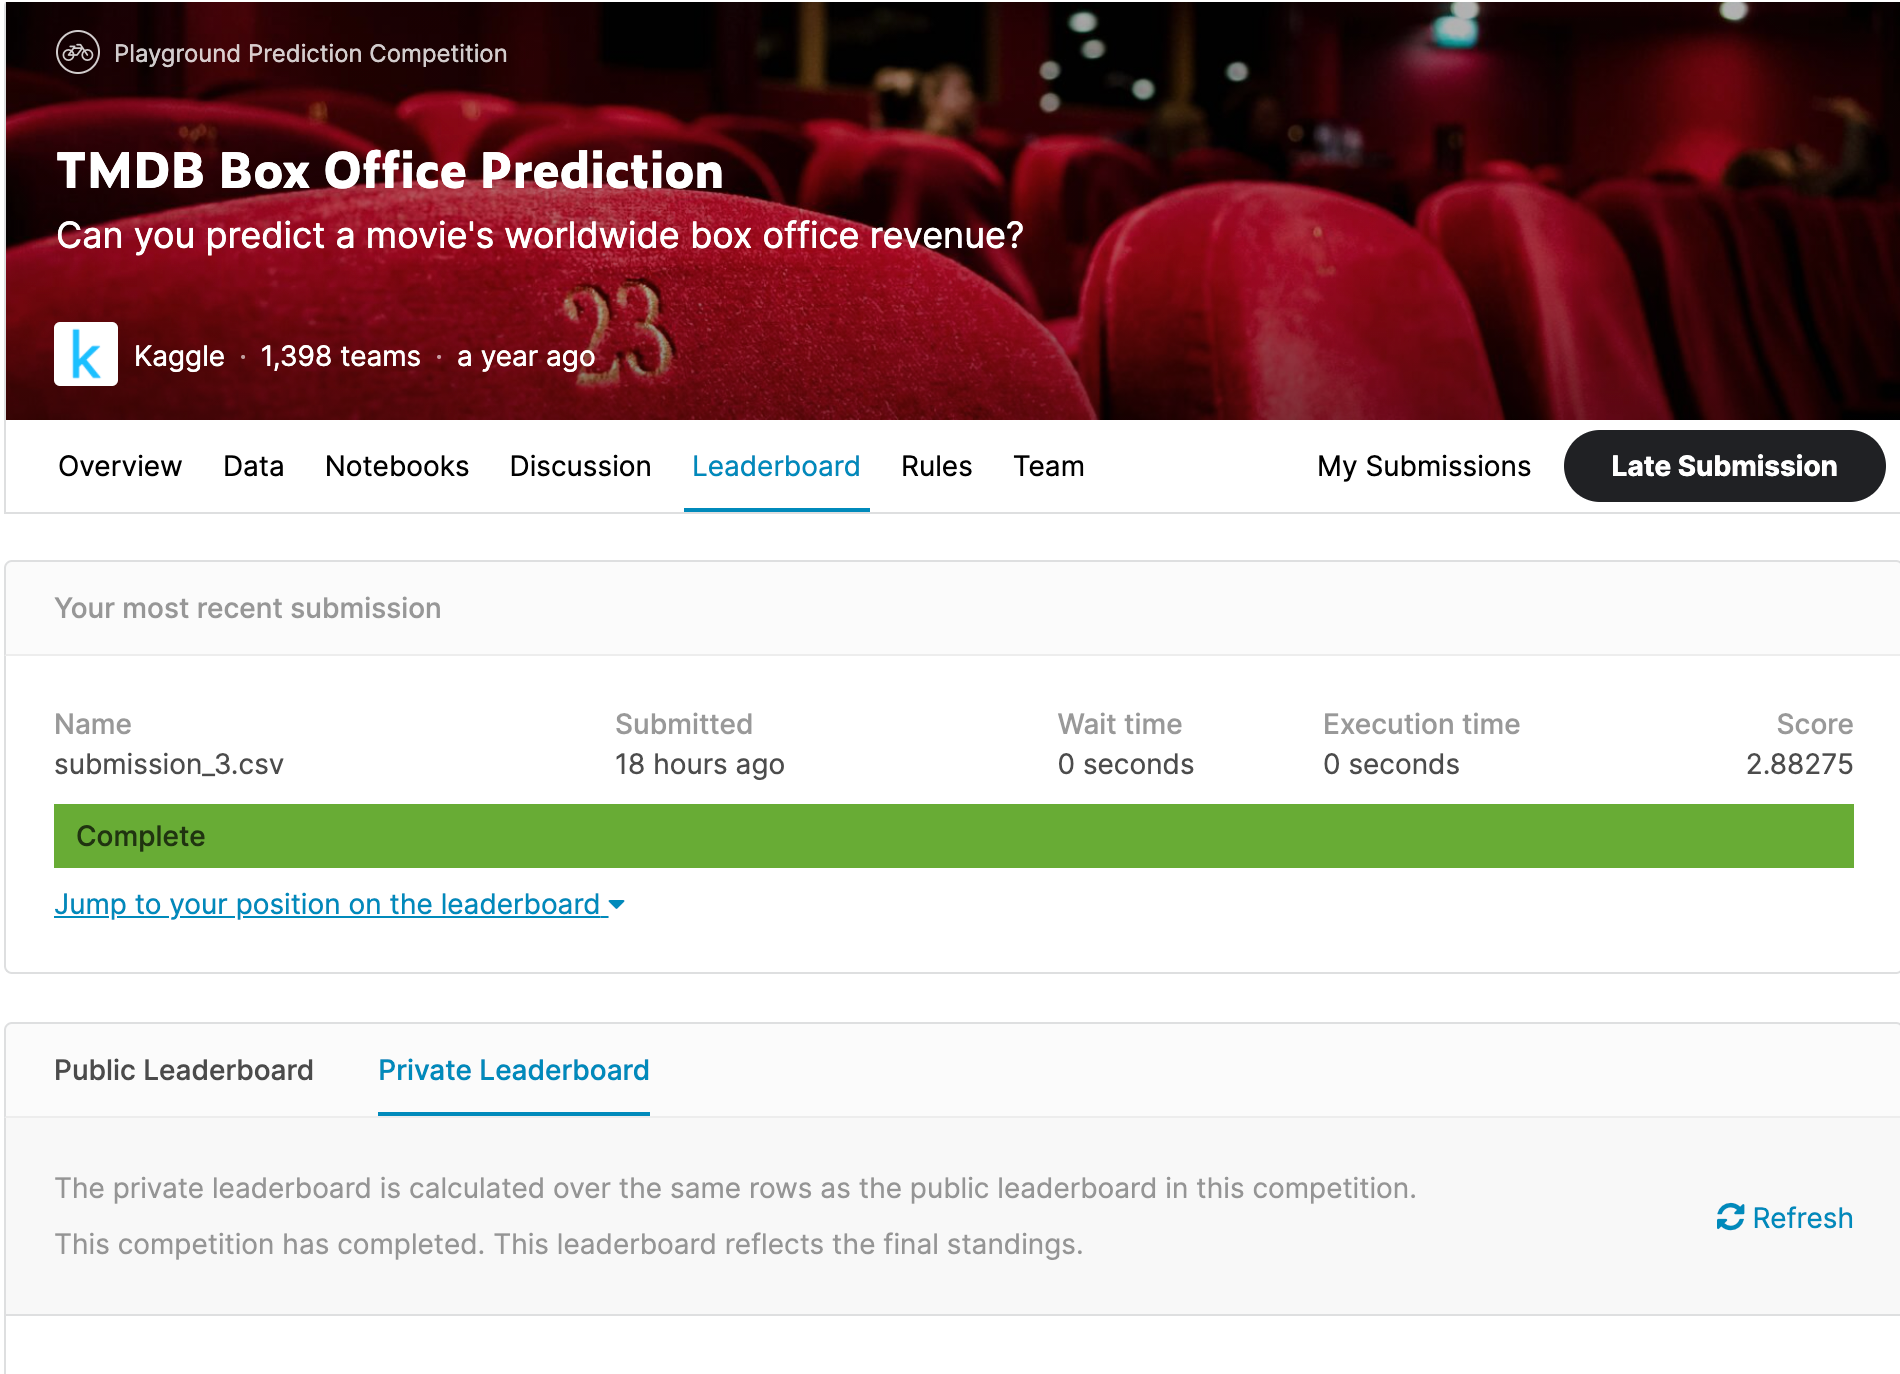 Playground Prediction Competition
TMDB Box Office Prediction
Can you predict a movie's worldwide box office revenue?
23
k
Kaggle · 1,398 teams · a year ago
Overview Data Notebooks Discussion Leaderboard Rules Team My Submissions Late Submission
Your most recent submission
Name Submitted Wait time Execution time Score
submission_3.csv 18 hours ago 0 seconds 0 seconds 2.88275
Complete
Jump to your position on the leaderboard
Public Leaderboard Private Leaderboard
The private leaderboard is calculated over the same rows as the public leaderboard in this competition.
This competition has completed. This leaderboard reflects the final standings.
Refresh